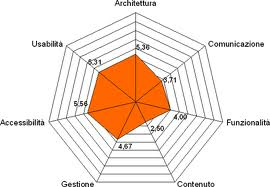 Architettura
5,36
Usabilità
Comunicazione
5,31
3,71
5,56
4,00
Accessibilità
Funzionalità
2,50
4,67
Gestione
Contenuto